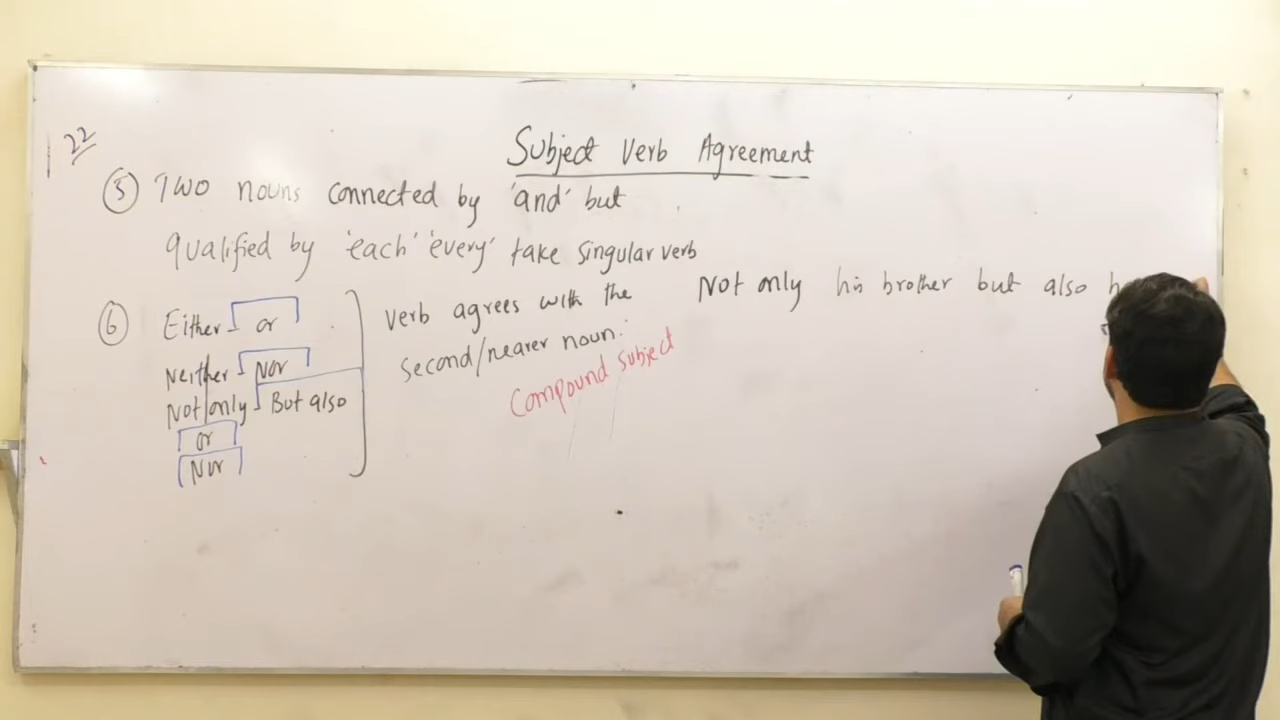 22
Subject Verb Agreement
(5) Two nouns connected by 'and' but
qualified by 'each' 'every' take singular verb
(6) Either - or
Neither - Nor
Not only - But also
or
Nor
Verb agrees with the
second/nearer noun.
Compound subject
Not only his brother but also h